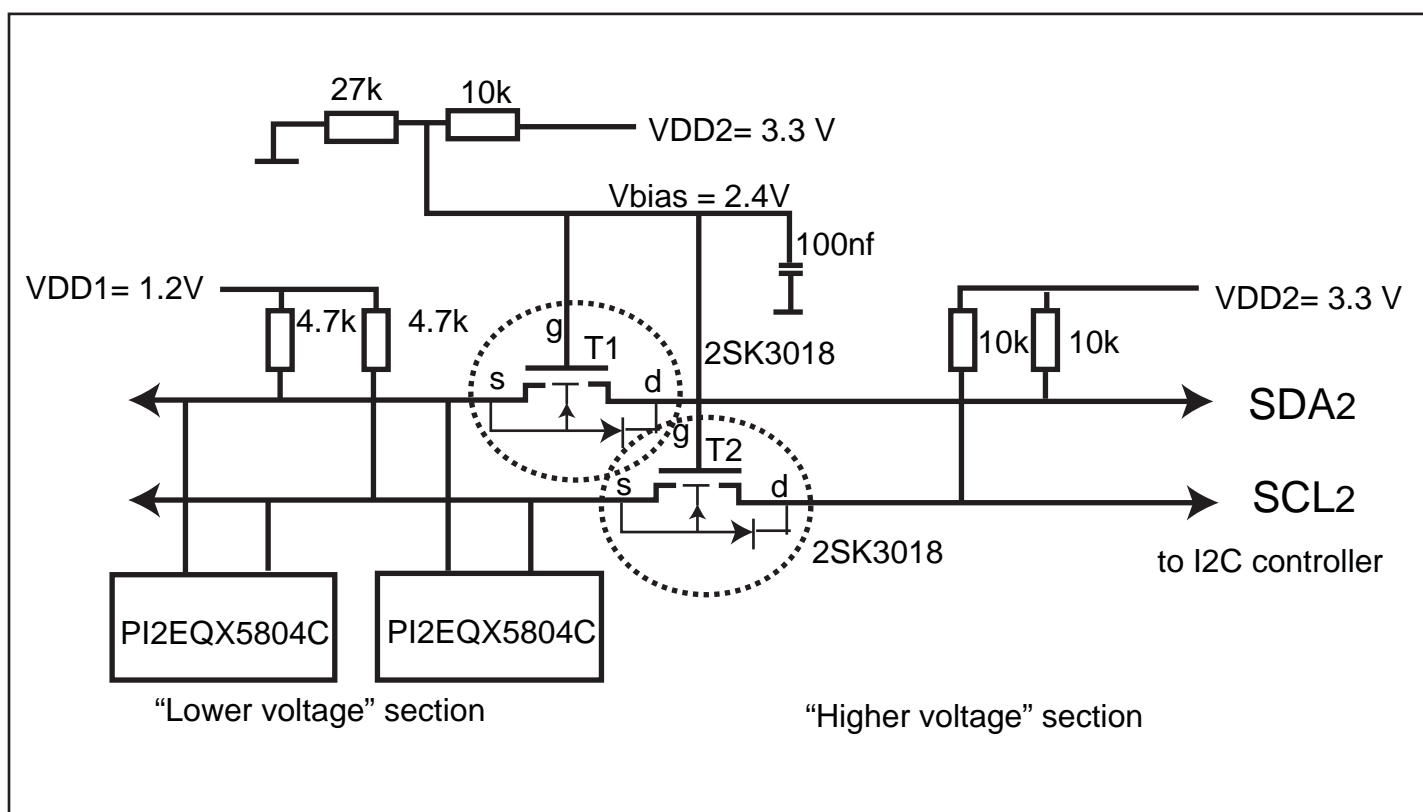 27k
10k
VDD2= 3.3 V
Vbias = 2.4V
100nf
VDD1= 1.2V
4.7k
4.7k
VDD2= 3.3 V
10k
10k
g
T1
2SK3018
s
d
SDA2
g
T2
s
d
SCL2
2SK3018
to I2C controller
PI2EQX5804C
PI2EQX5804C
“Lower voltage” section
“Higher voltage” section